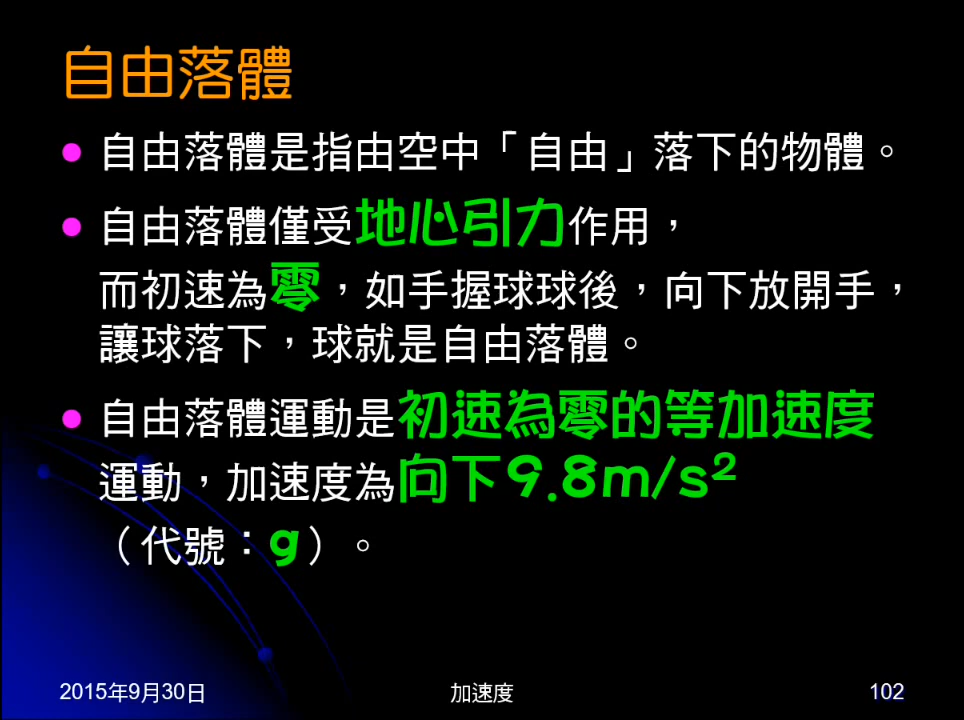 自由落體
自由落體是指由空中「自由」落下的物體。
自由落體僅受地心引力作用，
而初速為零，如手握球球後，向下放開手，
讓球落下，球就是自由落體。
自由落體運動是初速為零的等加速度
運動，加速度為向下9.8m/s²
（代號：g）。
2015年9月30日
加速度
102